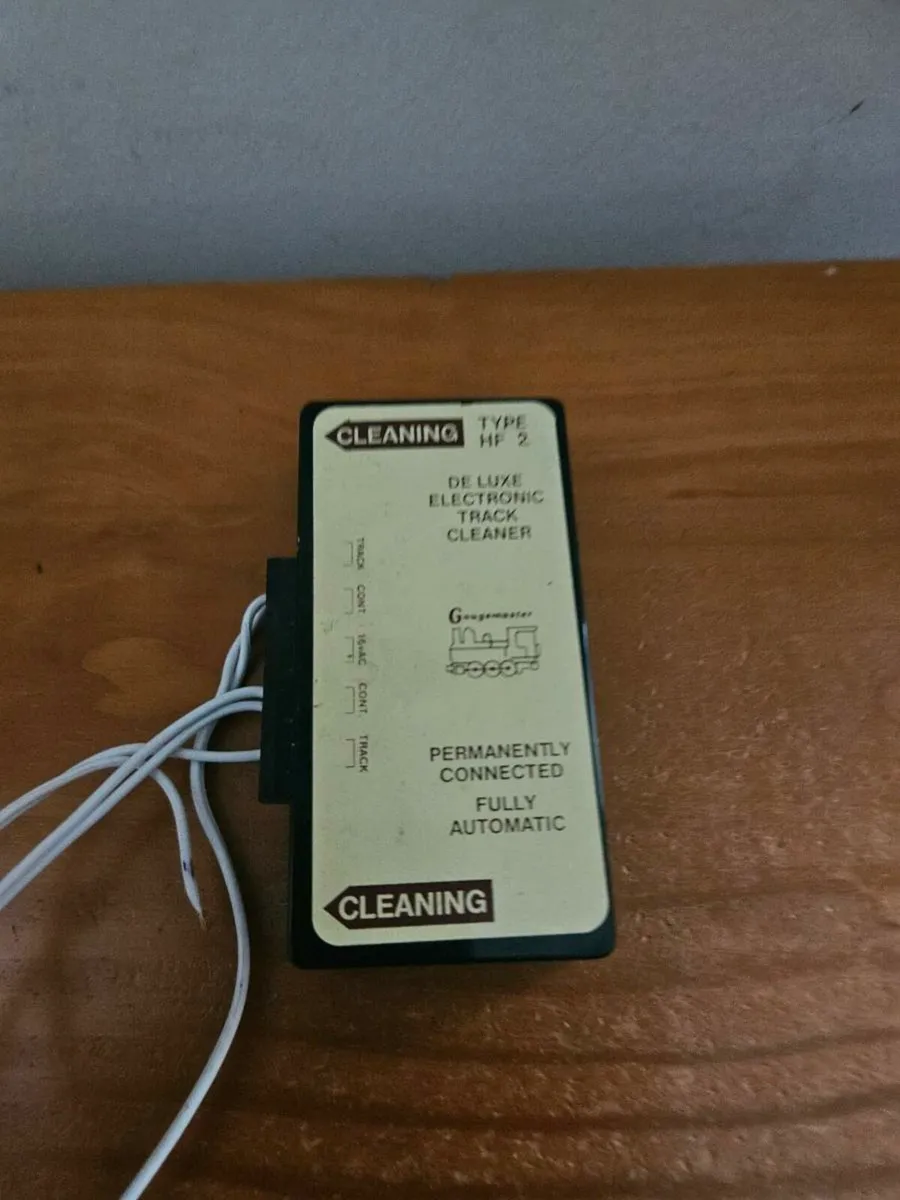 CLEANING
TYPE
HF 2
DE LUXE
ELECTRONIC
TRACK
CLEANER
TRACK
CONT.
16vAC
CONT.
TRACK
Gaugemaster
PERMANENTLY
CONNECTED
FULLY
AUTOMATIC
CLEANING